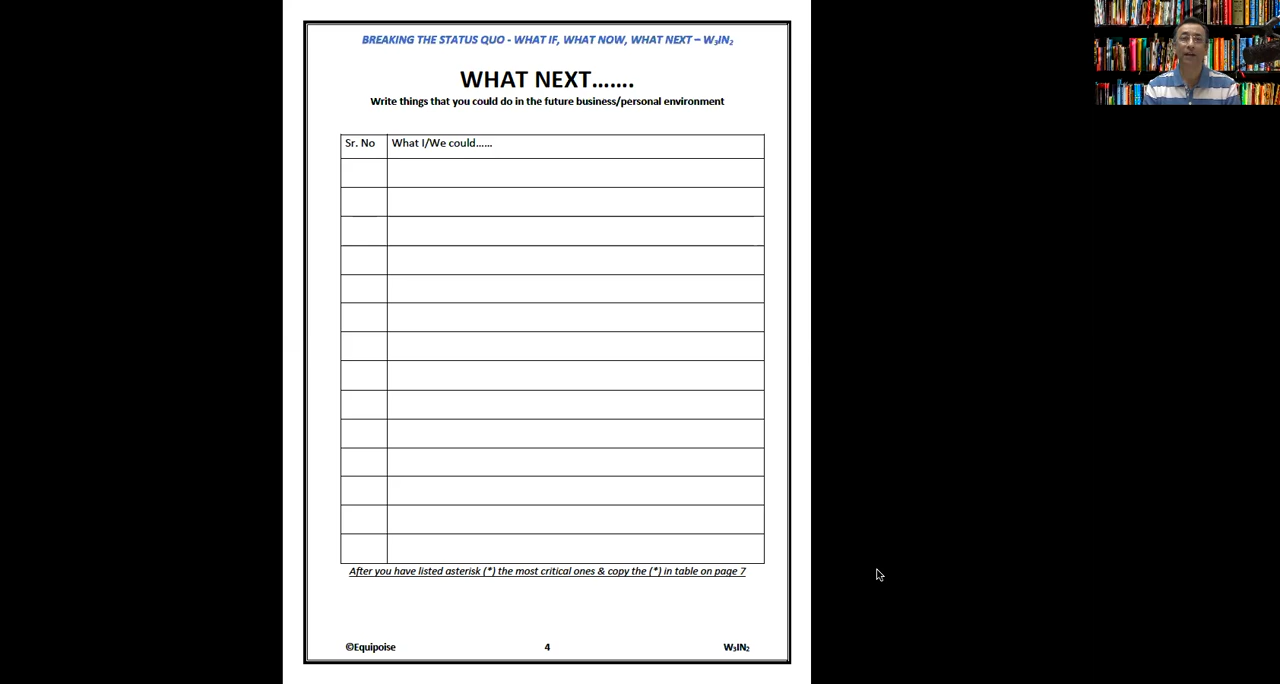 BREAKING THE STATUS QUO - WHAT IF, WHAT NOW, WHAT NEXT – W₃IN₂
WHAT NEXT.......
Write things that you could do in the future business/personal environment
Sr. No What I/We could......
After you have listed asterisk (*) the most critical ones & copy the (*) in table on page 7
©Equipoise 4 W₃IN₂